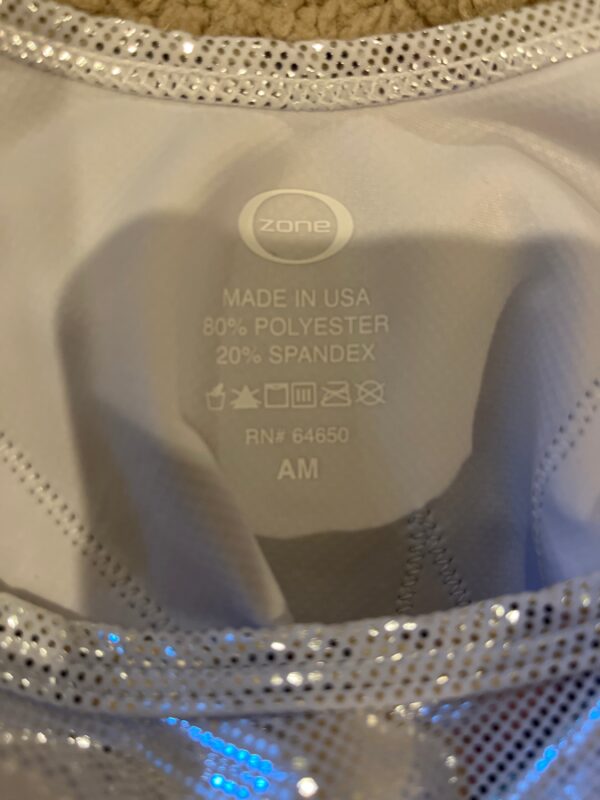 zone
MADE IN USA
80% POLYESTER
20% SPANDEX
RN# 64650
AM